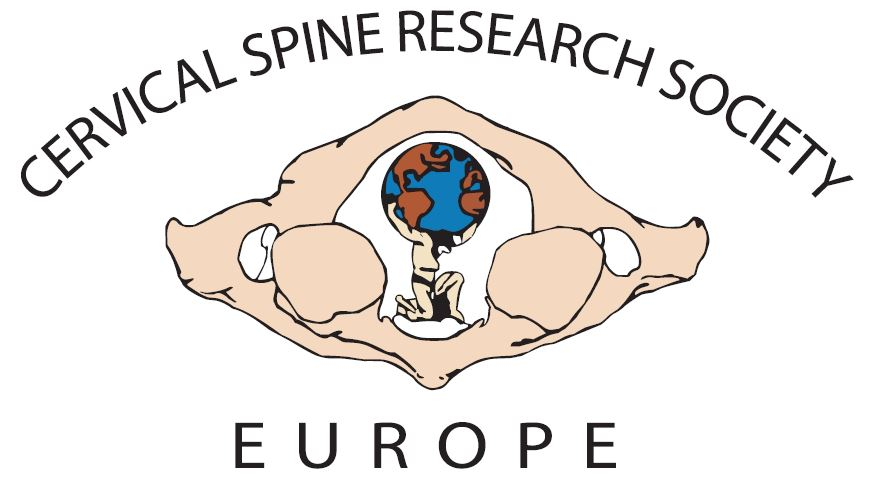 CERVICAL SPINE RESEARCH SOCIETY
EUROPE